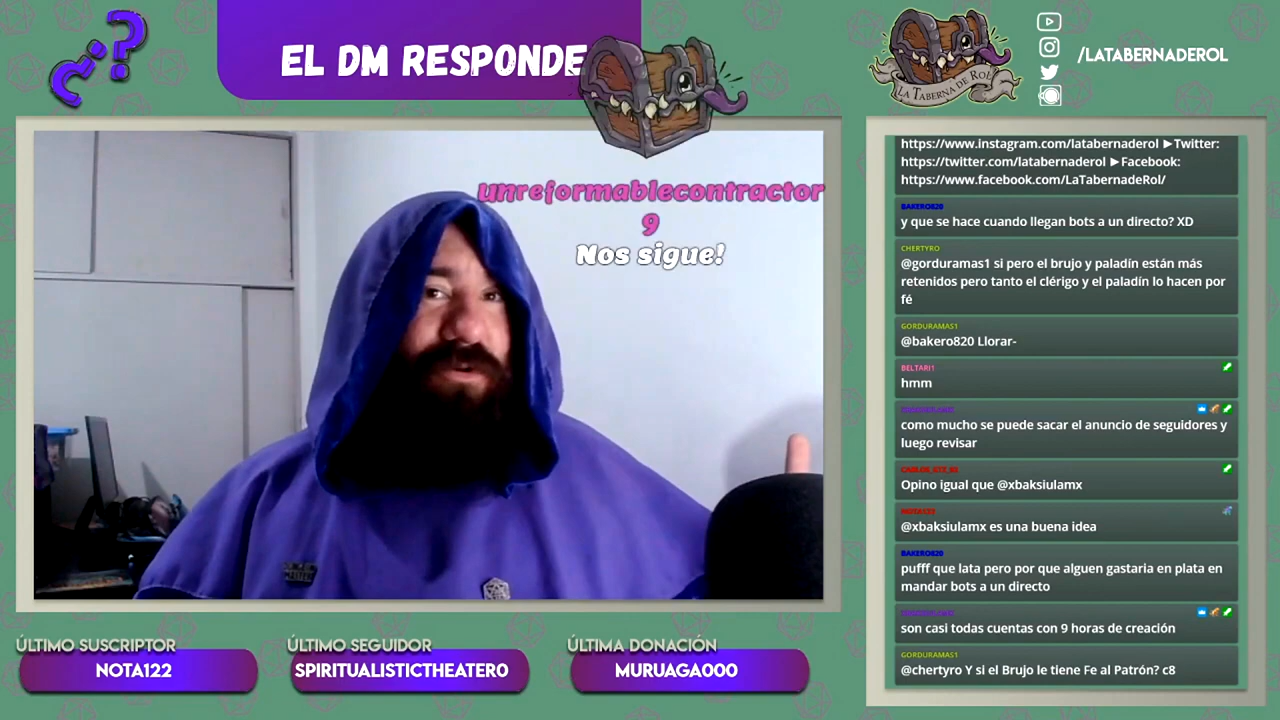 ¿?
EL DM RESPONDE
LA TABERNA DE ROL
/LATABERNADEROL
unreformablecontractor
9
Nos sigue!
MASTER
https://www.instagram.com/latabernaderol ►Twitter:
https://twitter.com/latabernaderol ►Facebook:
https://www.facebook.com/LaTabernadeRol/
BAKERO820
y que se hace cuando llegan bots a un directo? XD
CHERTYRO
@gorduramas1 si pero el brujo y paladín están más
retenidos pero tanto el clérigo y el paladín lo hacen por
fé
GORDURAMAS1
@bakero820 Llorar-
BELTARI1
hmm
como mucho se puede sacar el anuncio de seguidores y
luego revisar
Opino igual que @xbaksiulamx
NOTA122
@xbaksiulamx es una buena idea
BAKERO820
pufff que lata pero por que alguen gastaria en plata en
mandar bots a un directo
son casi todas cuentas con 9 horas de creación
GORDURAMAS1
@chertyro Y si el Brujo le tiene Fe al Patrón? c8
ÚLTIMO SUSCRIPTOR
NOTA122
ÚLTIMO SEGUIDOR
SPIRITUALISTICTHEATER0
ÚLTIMA DONACIÓN
MURUAGA000